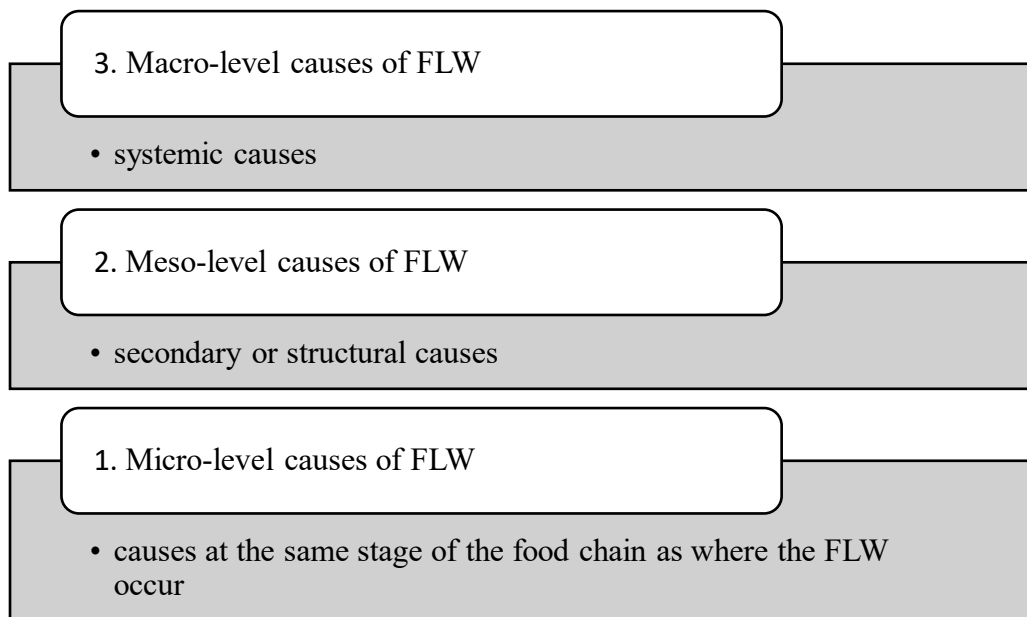 3. Macro-level causes of FLW
• systemic causes
2. Meso-level causes of FLW
• secondary or structural causes
1. Micro-level causes of FLW
• causes at the same stage of the food chain as where the FLW
occur